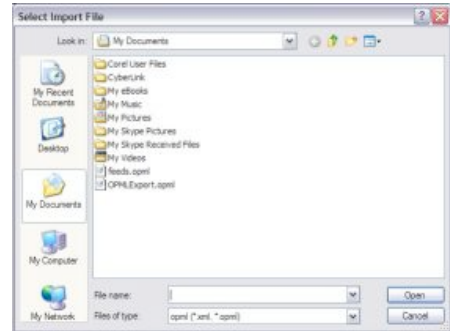 Select Import File
Look in:
My Documents
My Recent
Documents
Desktop
My Documents
My Computer
My Network
Corel User Files
CyberLink
My eBooks
My Music
My Pictures
My Skype Pictures
My Skype Received Files
My Videos
feeds.opml
OPMLExport.opml
File name:
Open
Files of type:
opml (*.xml, *.opml)
Cancel